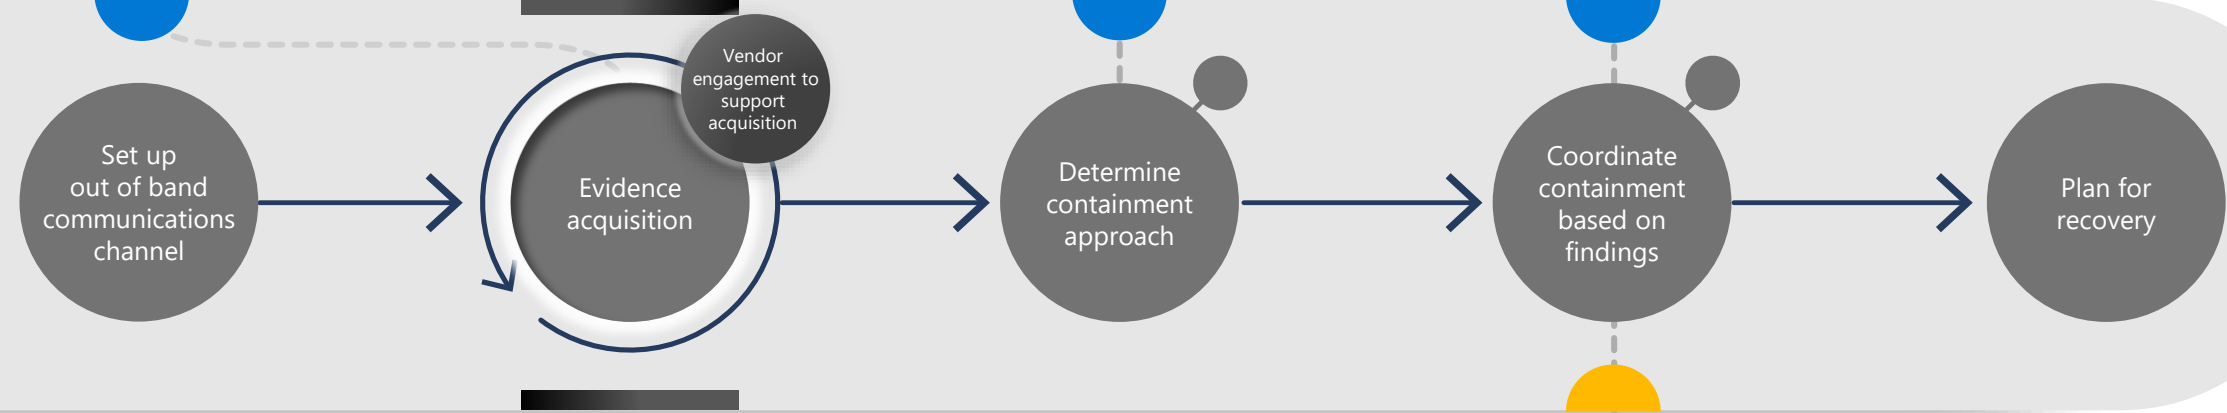 Set up
out of band
communications
channel
Evidence
acquisition
Vendor
engagement to
support
acquisition
Determine
containment
approach
Coordinate
containment
based on
findings
Plan for
recovery